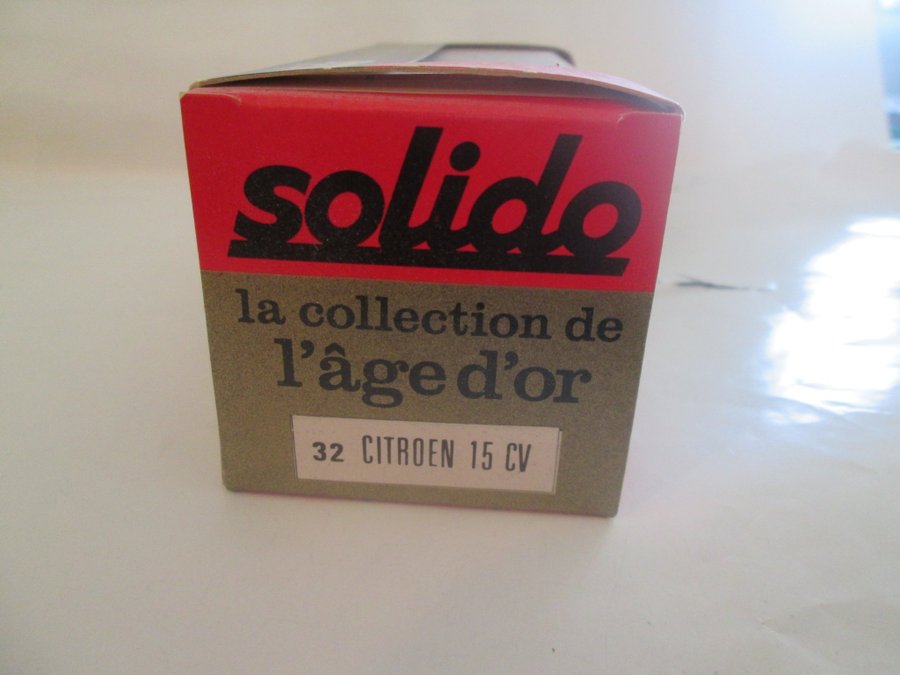 solido
la collection de
l'âge d'or
32 CITROEN 15 CV